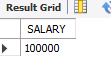 Result Grid
SALARY
100000